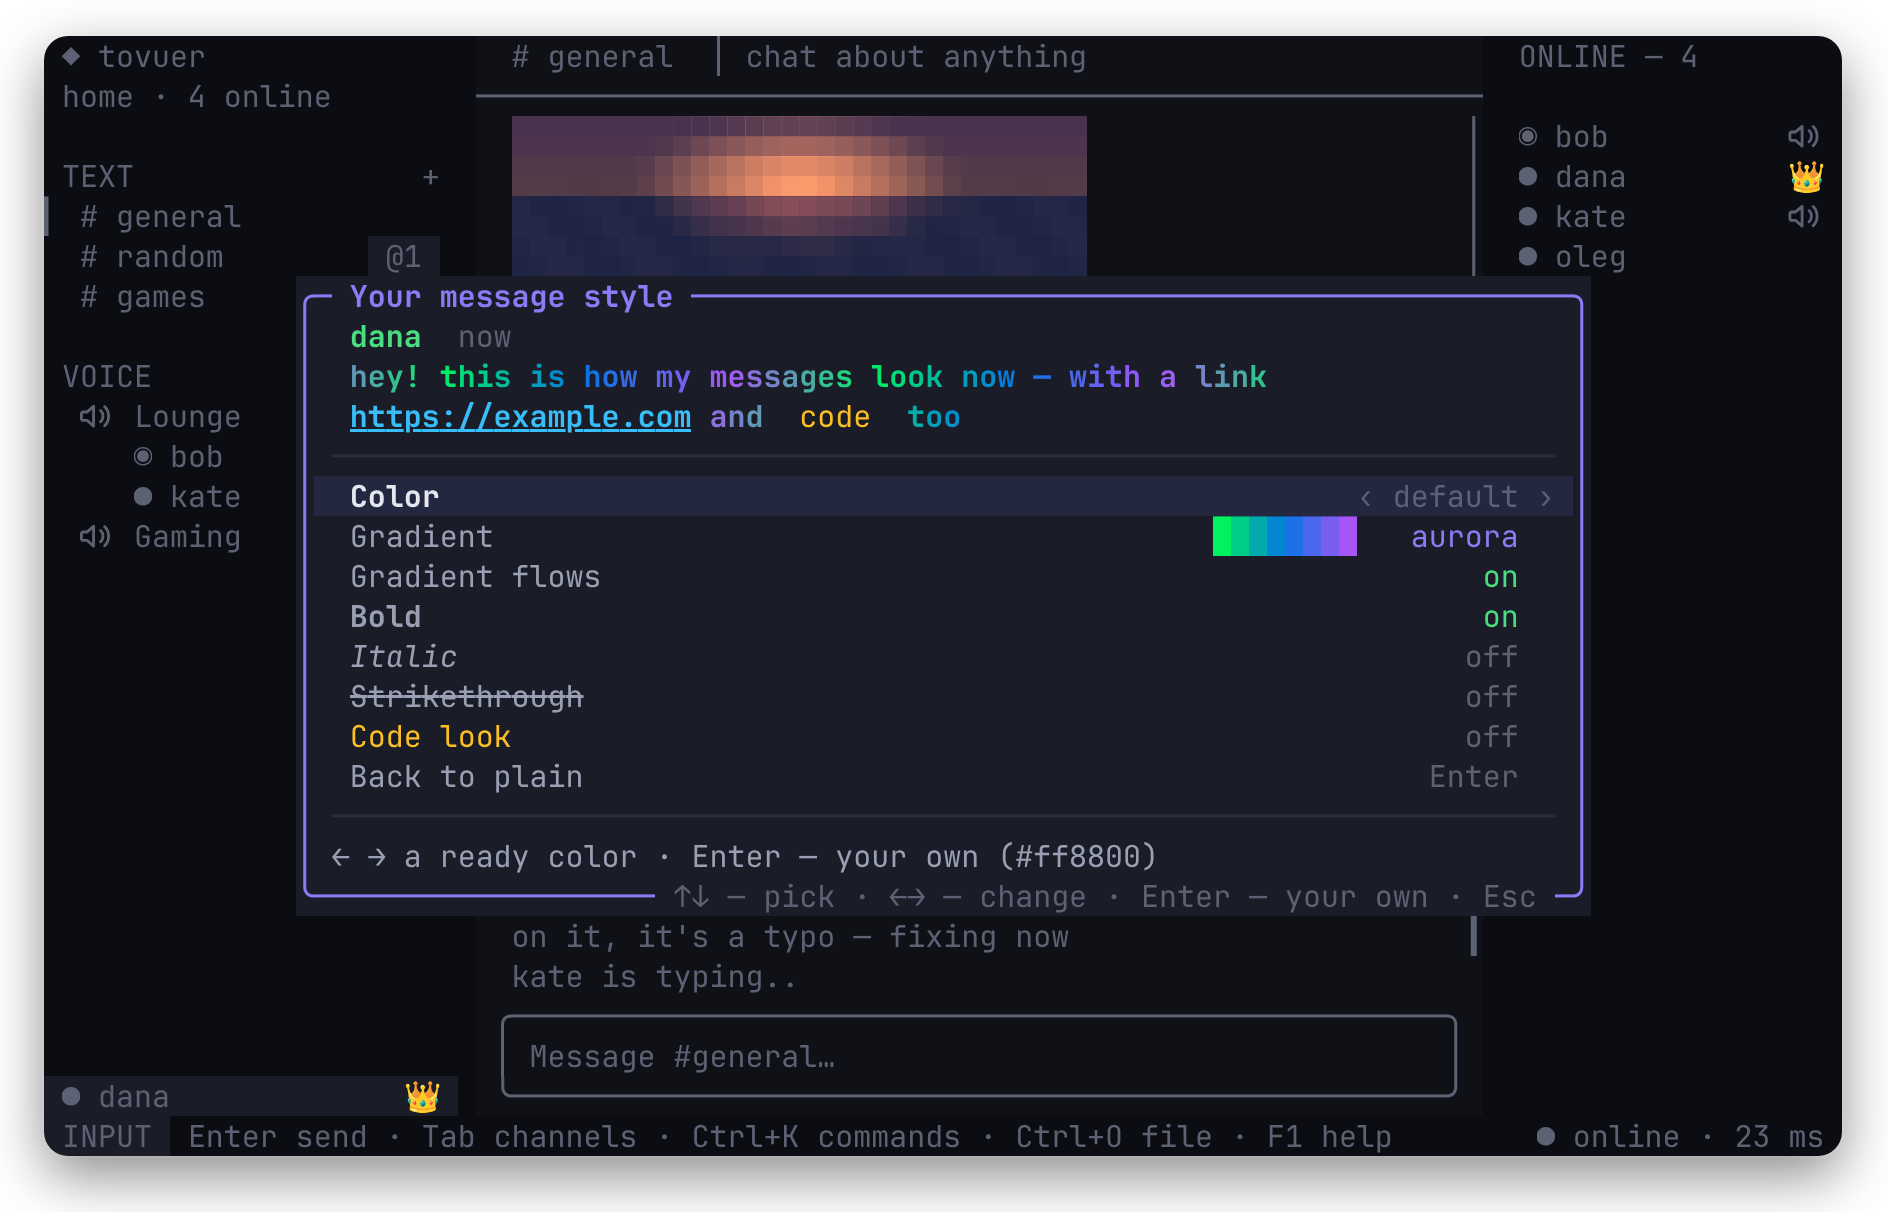 ◆ tovuer
home · 4 online
TEXT +
# general
# random @1
# games
VOICE
Lounge
◉ bob
● kate
Gaming
● dana 👑
# general │ chat about anything
ONLINE — 4
◉ bob
● dana 👑
● kate
● oleg
Your message style
dana now
hey! this is how my messages look now — with a link
https://example.com and code too
Color ‹ default ›
Gradient aurora
Gradient flows on
Bold on
Italic off
Strikethrough off
Code look off
Back to plain Enter
← → a ready color · Enter — your own (#ff8800)
↑↓ — pick · ←→ — change · Enter — your own · Esc
on it, it's a typo — fixing now
kate is typing..
Message #general…
INPUT Enter send · Tab channels · Ctrl+K commands · Ctrl+O file · F1 help ● online · 23 ms